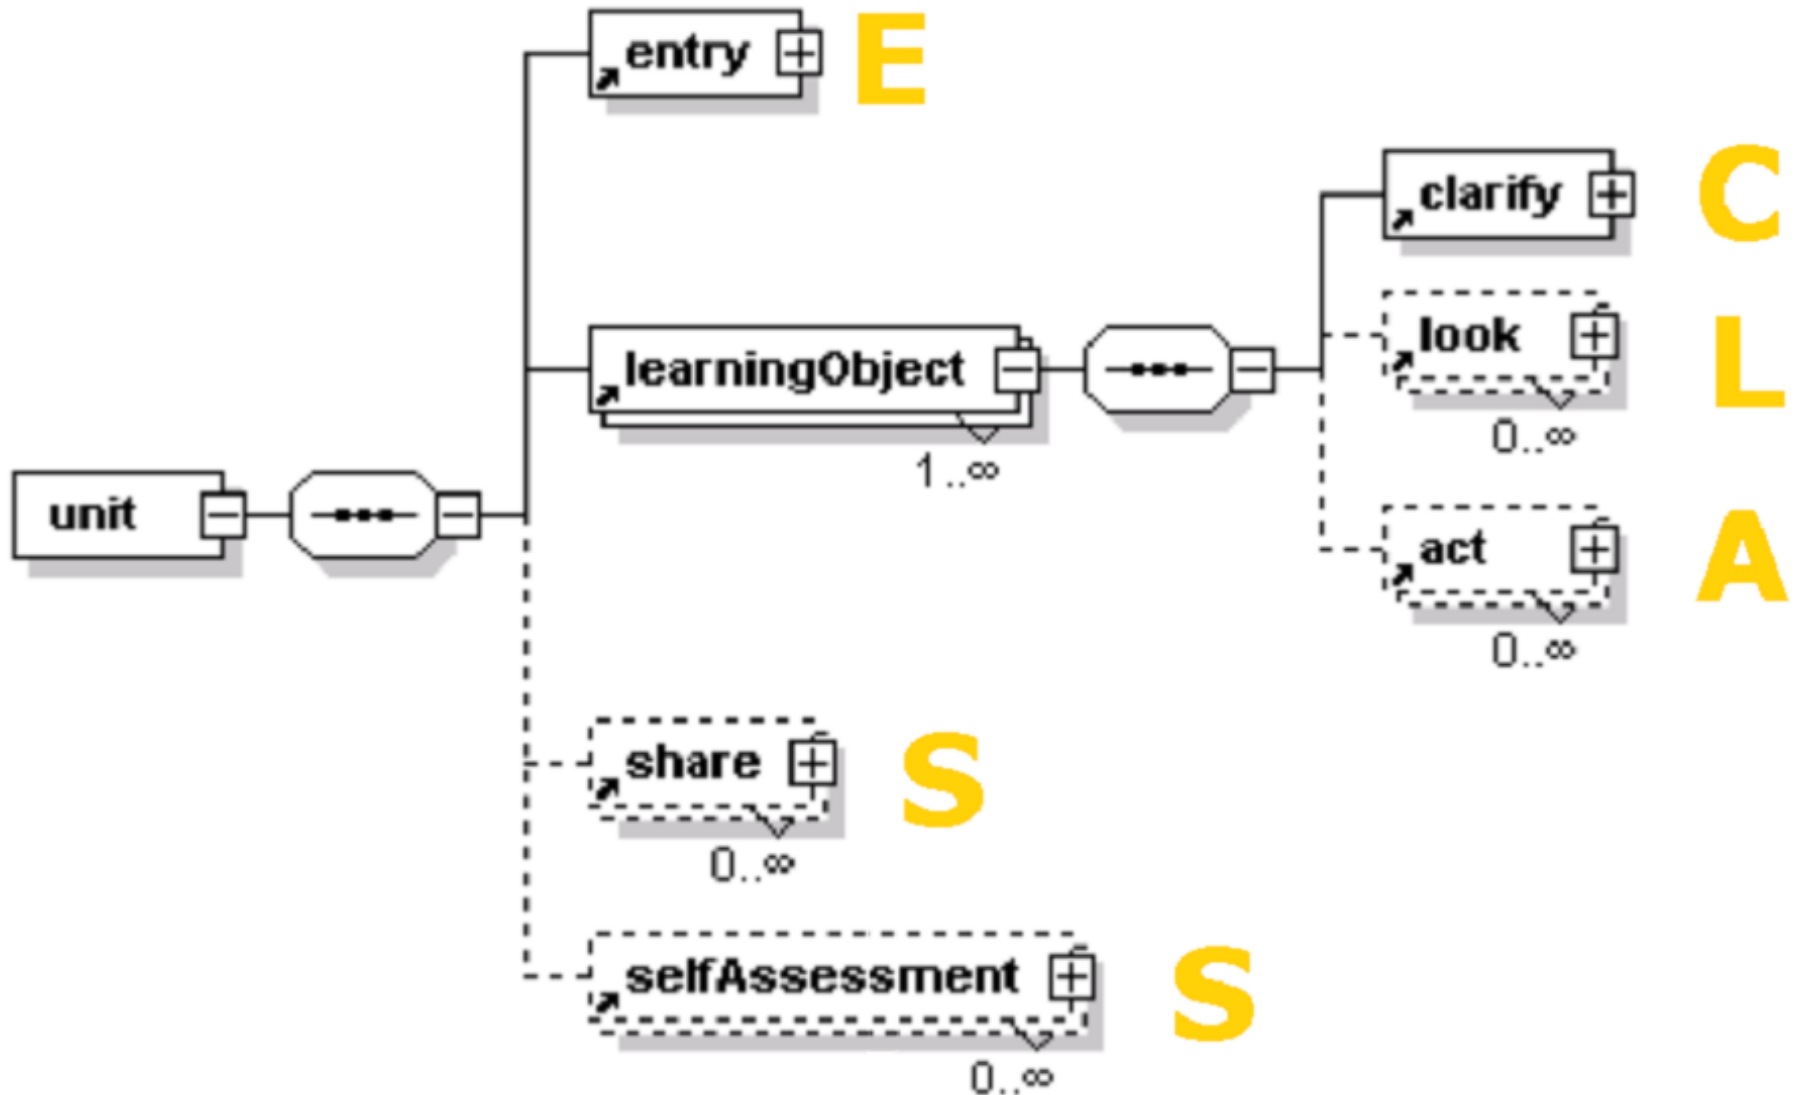 entry E
clarify C
look L
0..∞
learningObject
1..∞
unit
act A
0..∞
share S
0..∞
selfAssessment S
0..∞